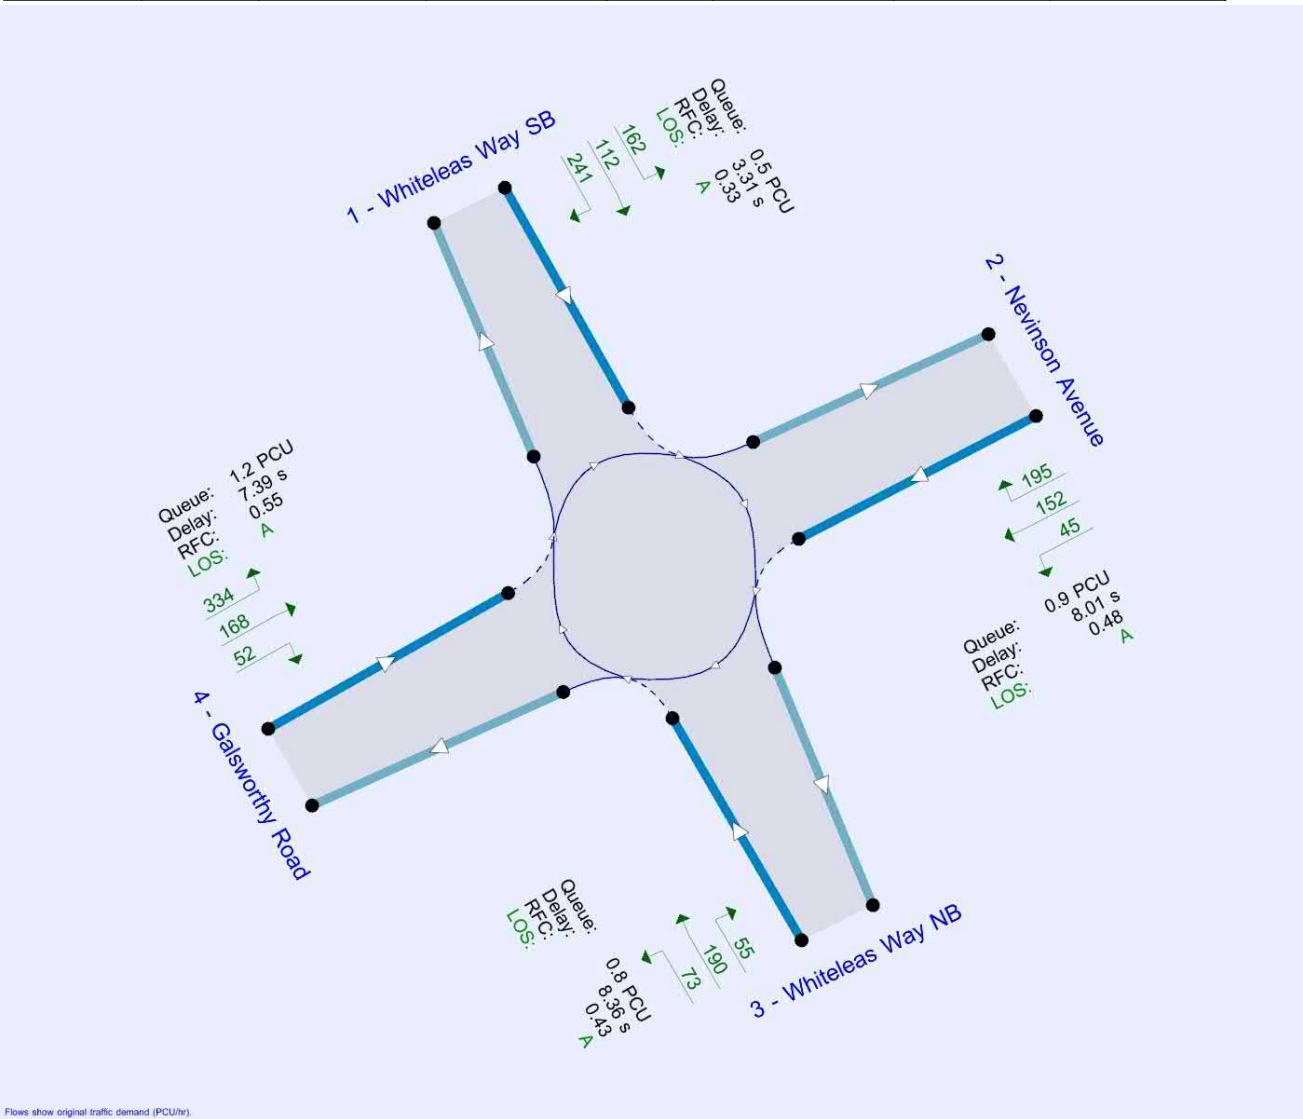 1 - Whiteleas Way SB
241
112
162
Queue: 0.5 PCU
Delay: 3.31 s
RFC: 0.33
LOS: A
2 - Nevinson Avenue
195
152
45
Queue: 0.9 PCU
Delay: 8.01 s
RFC: 0.48
LOS: A
Queue: 1.2 PCU
Delay: 7.39 s
RFC: 0.55
LOS: A
334
168
52
4 - Galsworthy Road
Queue: 0.8 PCU
Delay: 8.36 s
RFC: 0.43
LOS: A
73
190
55
3 - Whiteleas Way NB
Flows show original traffic demand (PCU/hr).